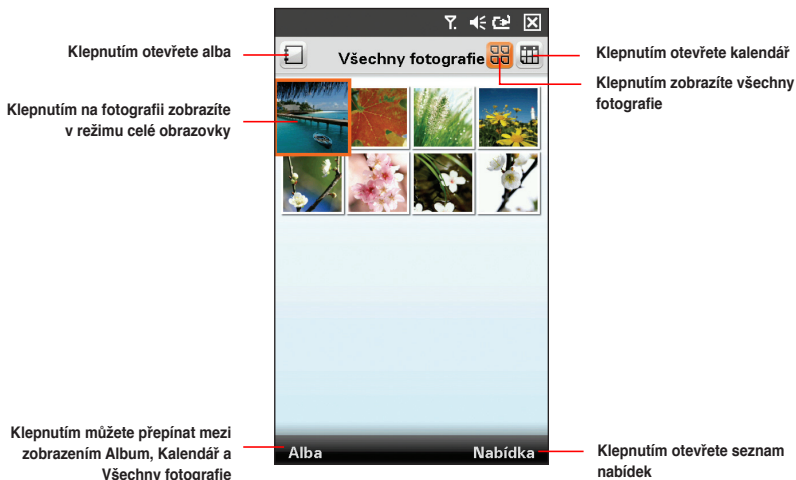 Klepnutím otevřete alba
Klepnutím na fotografii zobrazíte
v režimu celé obrazovky
Klepnutím můžete přepínat mezi
zobrazením Album, Kalendář a
Všechny fotografie
Všechny fotografie
Alba
Nabídka
Klepnutím otevřete kalendář
Klepnutím zobrazíte všechny
fotografie
Klepnutím otevřete seznam
nabídek